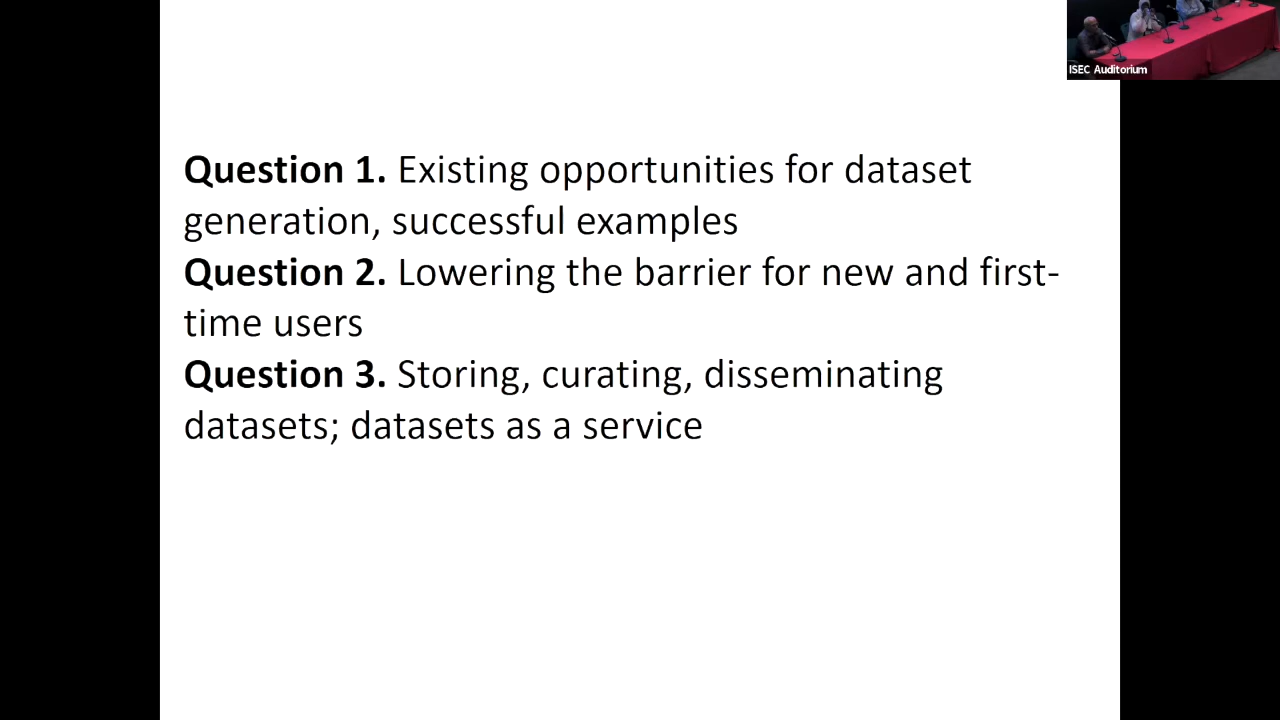 ISEC Auditorium
Question 1. Existing opportunities for dataset
generation, successful examples
Question 2. Lowering the barrier for new and first-
time users
Question 3. Storing, curating, disseminating
datasets; datasets as a service